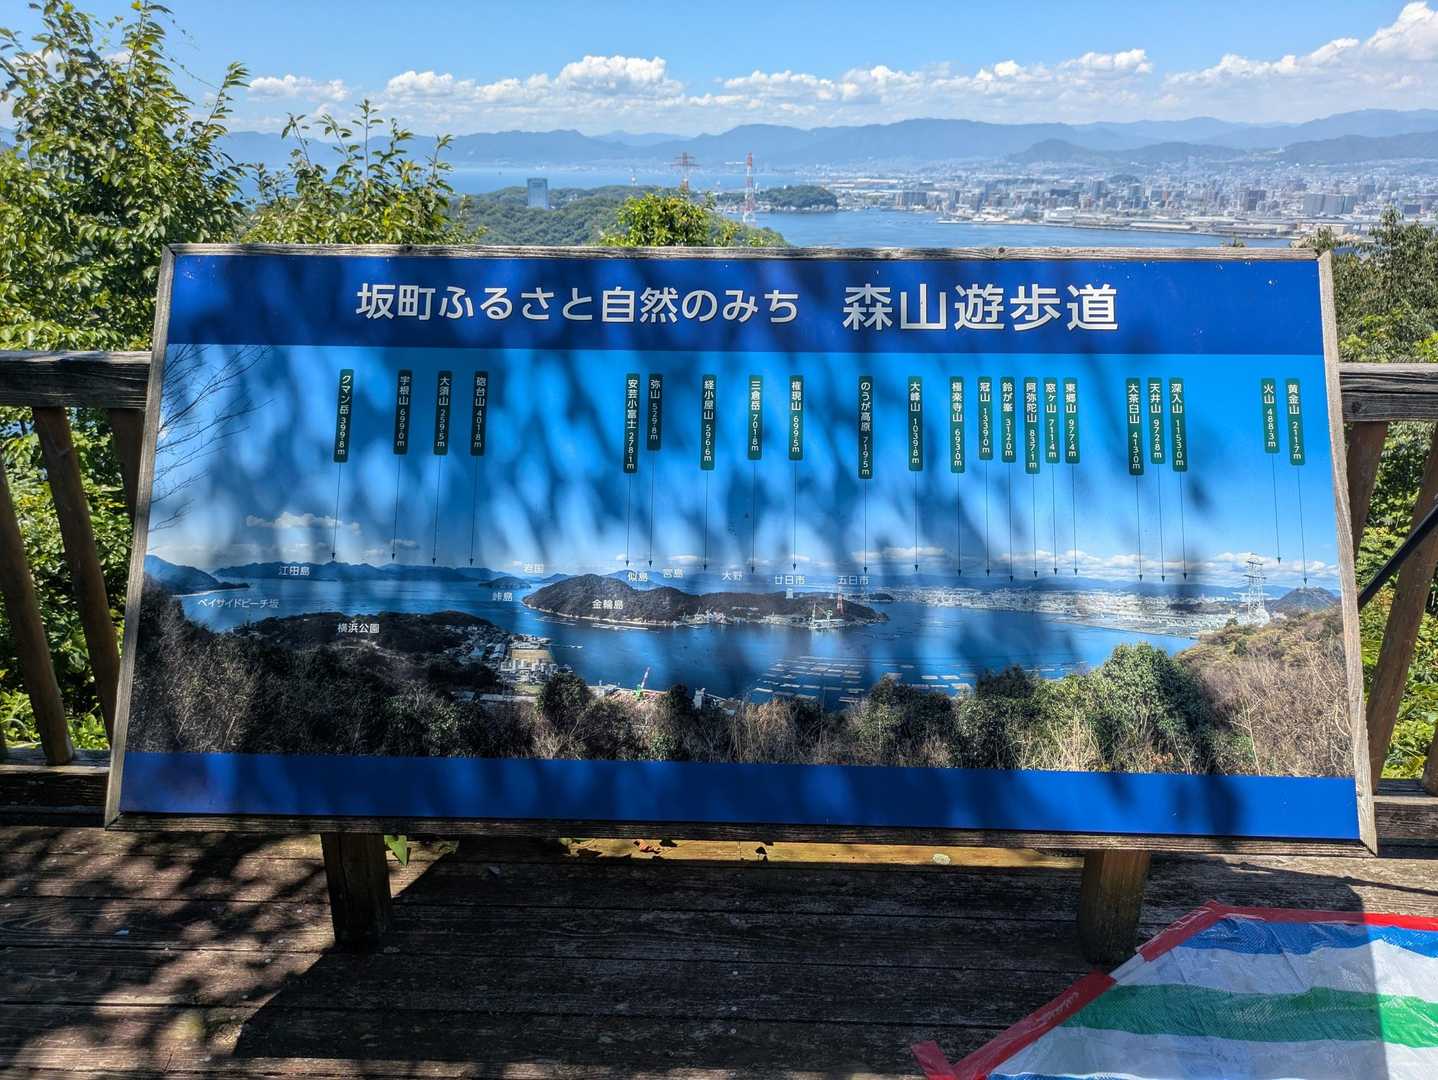 坂町ふるさと自然のみち 森山遊歩道
クマン岳 399.8m
宇根山 699.0m
大須山 259.5m
砲台山 401.8m
安芸小富士 278.1m
弥山 529.8m
経小屋山 596.6m
三倉岳 701.8m
権現山 699.5m
のうが高原 719.5m
大峰山 1039.8m
極楽寺山 693.0m
冠山 1339.0m
鈴が峯 312.0m
阿弥陀山 837.1m
窓ヶ山 711.4m
東郷山 977.4m
大茶臼山 413.0m
天井山 972.8m
深入山 1153.0m
火山 488.3m
黄金山 211.7m
江田島
ベイサイドビーチ坂
横浜公園
岩国
峠島
似島
宮島
金輪島
大野
廿日市
五日市